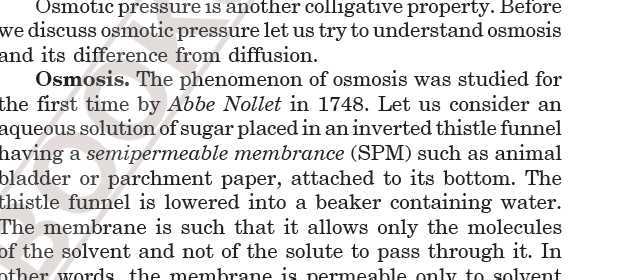 Osmotic pressure is another colligative property. Before
we discuss osmotic pressure let us try to understand osmosis
and its difference from diffusion.
Osmosis. The phenomenon of osmosis was studied for
the first time by Abbe Nollet in 1748. Let us consider an
aqueous solution of sugar placed in an inverted thistle funnel
having a semipermeable membrance (SPM) such as animal
bladder or parchment paper, attached to its bottom. The
thistle funnel is lowered into a beaker containing water.
The membrane is such that it allows only the molecules
of the solvent and not of the solute to pass through it. In
other words, the membrane is permeable only to solvent
BOOK